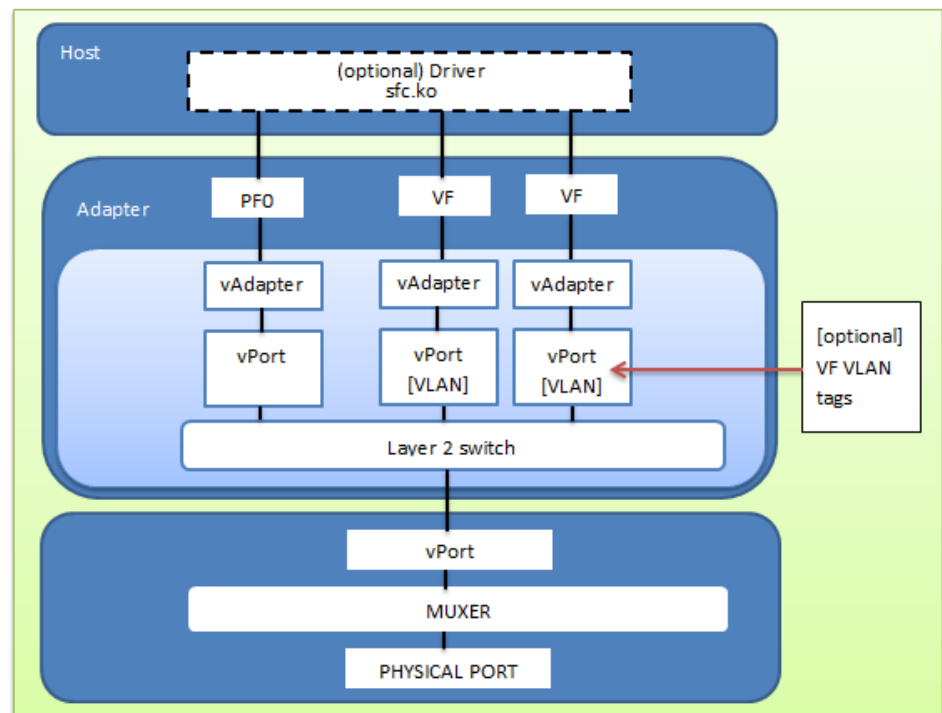 Host
(optional) Driver
sfc.ko
Adapter
PF0
VF
VF
vAdapter
vAdapter
vAdapter
vPort
vPort
[VLAN]
vPort
[VLAN]
[optional]
VF VLAN
tags
Layer 2 switch
vPort
MUXER
PHYSICAL PORT